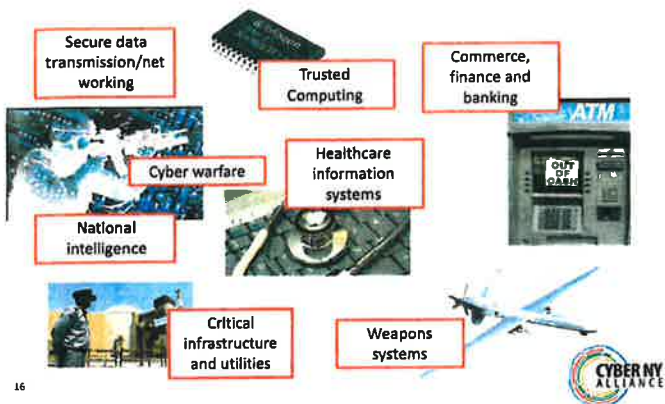 Secure data
transmission/net
working
Infineon
Trusted
Computing
Commerce,
finance and
banking
ATM
OUT
OF
CASH
Cyber warfare
Healthcare
information
systems
National
intelligence
Critical
infrastructure
and utilities
Weapons
systems
16
CYBER NY
ALLIANCE